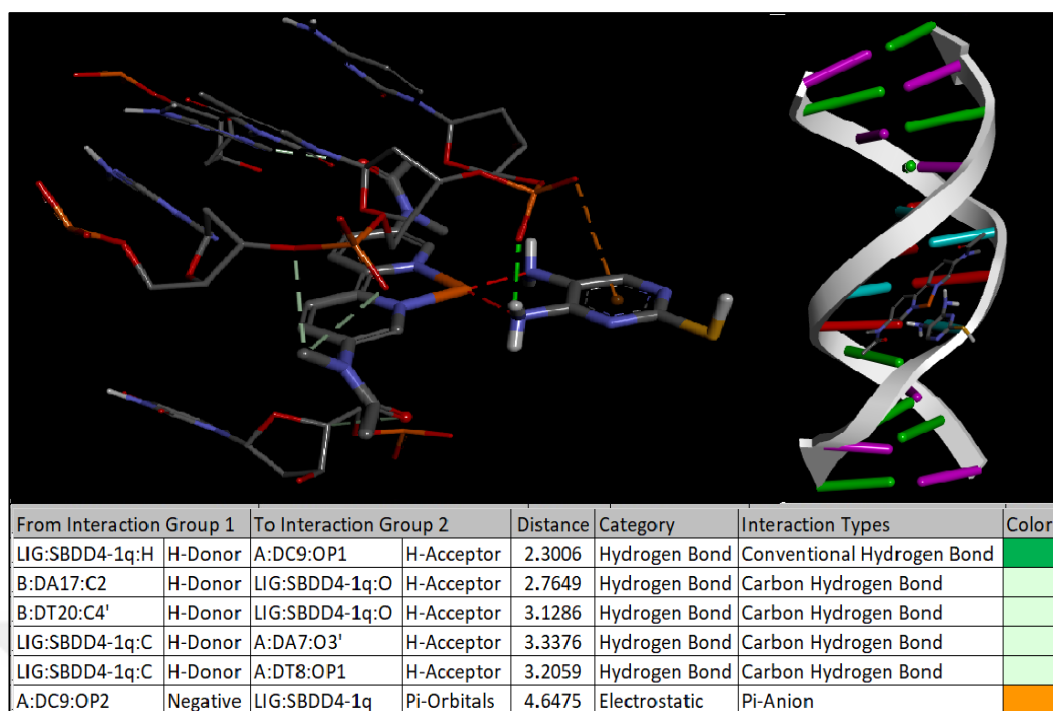 From Interaction Group 1 To Interaction Group 2 Distance Category Interaction Types Color
LIG:SBDD4-1q:H H-Donor A:DC9:OP1 H-Acceptor 2.3006 Hydrogen Bond Conventional Hydrogen Bond
B:DA17:C2 H-Donor LIG:SBDD4-1q:O H-Acceptor 2.7649 Hydrogen Bond Carbon Hydrogen Bond
B:DT20:C4' H-Donor LIG:SBDD4-1q:O H-Acceptor 3.1286 Hydrogen Bond Carbon Hydrogen Bond
LIG:SBDD4-1q:C H-Donor A:DA7:O3' H-Acceptor 3.3376 Hydrogen Bond Carbon Hydrogen Bond
LIG:SBDD4-1q:C H-Donor A:DT8:OP1 H-Acceptor 3.2059 Hydrogen Bond Carbon Hydrogen Bond
A:DC9:OP2 Negative LIG:SBDD4-1q Pi-Orbitals 4.6475 Electrostatic Pi-Anion